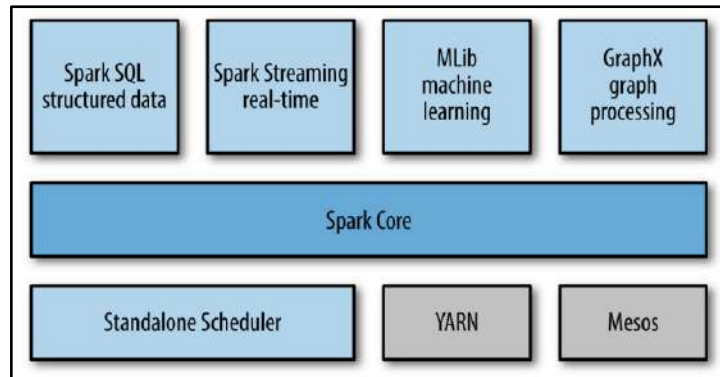 Spark SQL
structured data
Spark Streaming
real-time
MLib
machine
learning
GraphX
graph
processing
Spark Core
Standalone Scheduler
YARN
Mesos